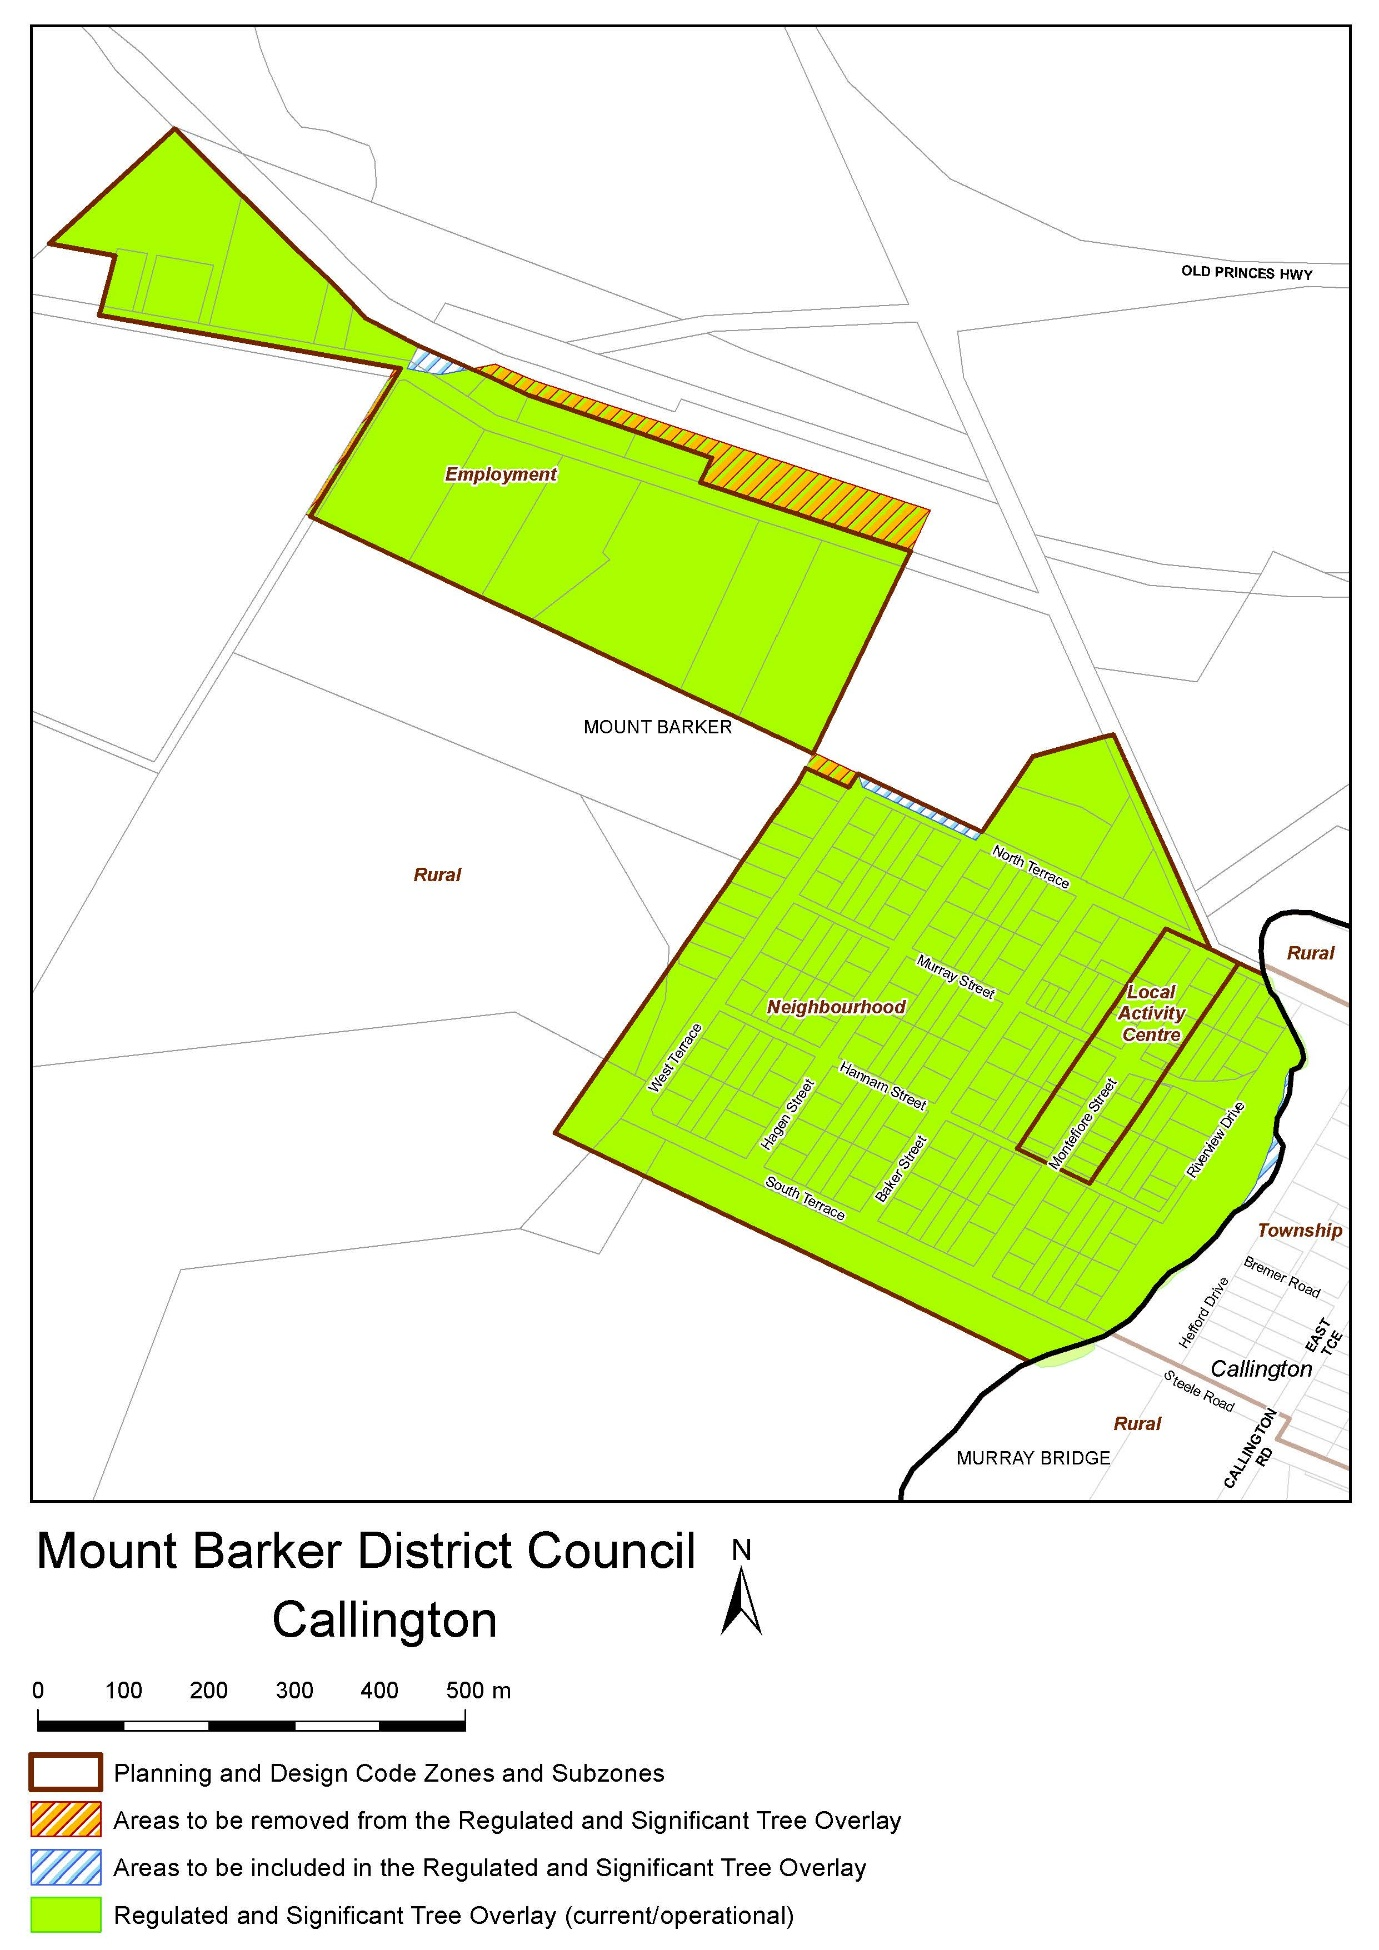 OLD PRINCES HWY
Employment
MOUNT BARKER
North Terrace
Rural
Rural
Murray Street
Local
Activity
Centre
Neighbourhood
West Terrace
Hannam Street
Hagen Street
Montefiore Street
Riverview Drive
Baker Street
South Terrace
Township
Bremer Road
Hefford Drive
EAST
TCE
Callington
Steele Road
Rural
CALLINGTON
RD
MURRAY BRIDGE
Mount Barker District Council
Callington
N
0 100 200 300 400 500 m
Planning and Design Code Zones and Subzones
Areas to be removed from the Regulated and Significant Tree Overlay
Areas to be included in the Regulated and Significant Tree Overlay
Regulated and Significant Tree Overlay (current/operational)